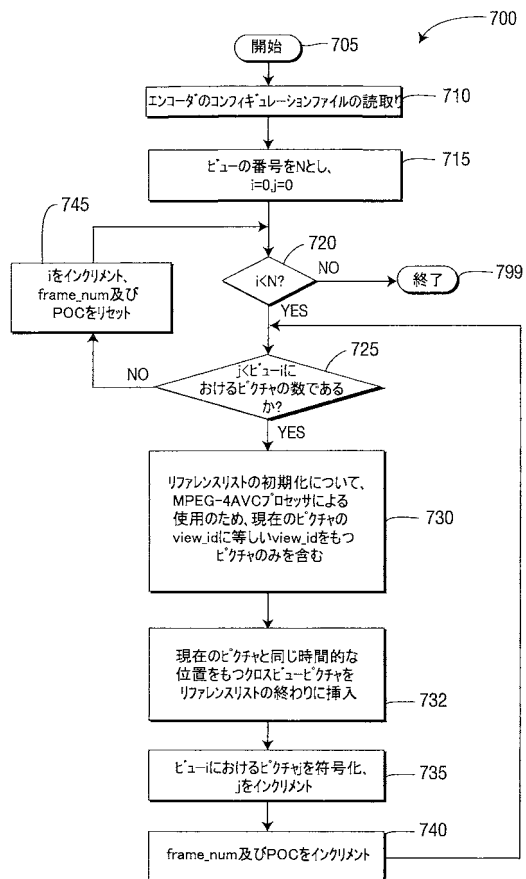 700
開始
705
エンコーダのコンフィギュレーションファイルの読取り
710
ビューの番号をNとし、
i=0,j=0
715
745
iをインクリメント、
frame_num及び
POCをリセット
720
i<N?
NO
終了
799
YES
725
j<ビューiに
おけるピクチャの数である
か?
NO
YES
リファレンスリストの初期化について、
MPEG-4AVCプロセッサによる
使用のため、現在のピクチャの
view_idに等しいview_idをもつ
ピクチャのみを含む
730
現在のピクチャと同じ時間的な
位置をもつクロスビューピクチャを
リファレンスリストの終わりに挿入
732
ビューiにおけるピクチャjを符号化、
jをインクリメント
735
740
frame_num及びPOCをインクリメント